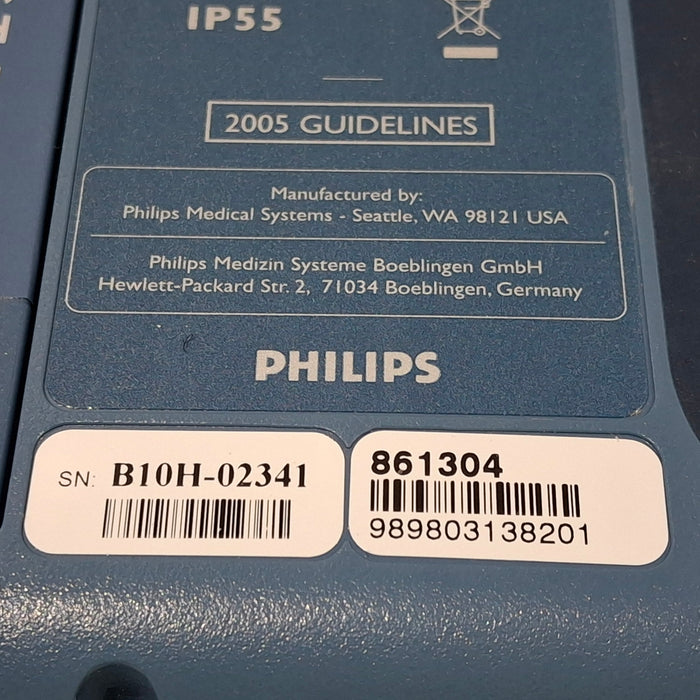 IP55
2005 GUIDELINES
Manufactured by:
Philips Medical Systems - Seattle, WA 98121 USA
Philips Medizin Systeme Boeblingen GmbH
Hewlett-Packard Str. 2, 71034 Boeblingen, Germany
PHILIPS
SN: B10H-02341
861304
989803138201